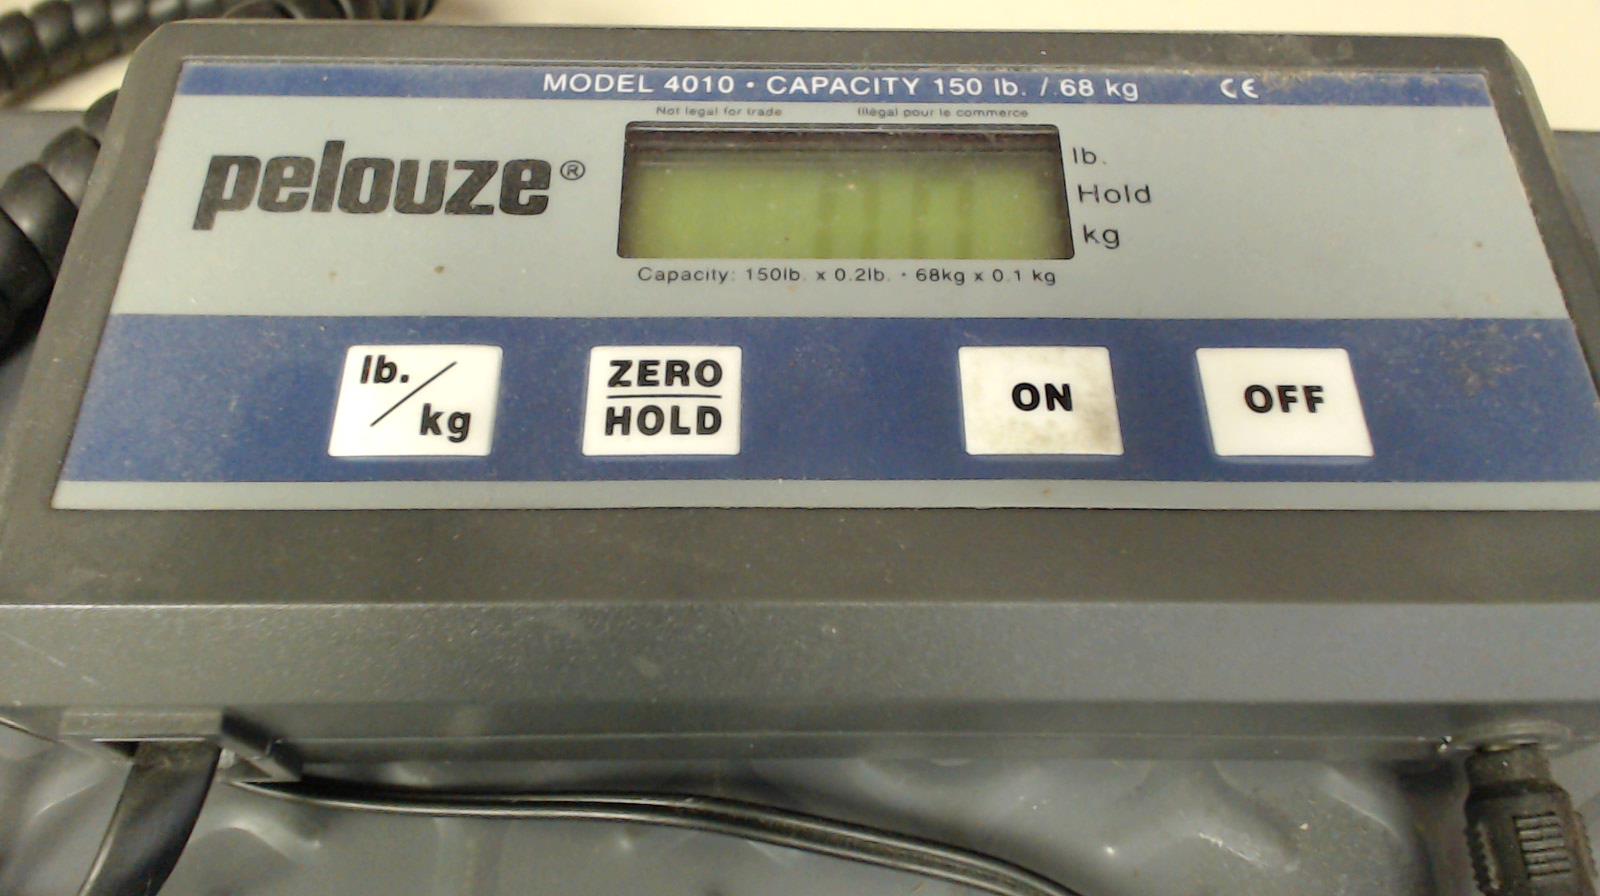 MODEL 4010 • CAPACITY 150 lb. / 68 kg CE
Not legal for trade Illégal pour le commerce
pelouze®
lb.
Hold
kg
Capacity: 150lb. x 0.2lb. • 68kg x 0.1 kg
lb./kg
ZERO
HOLD
ON
OFF